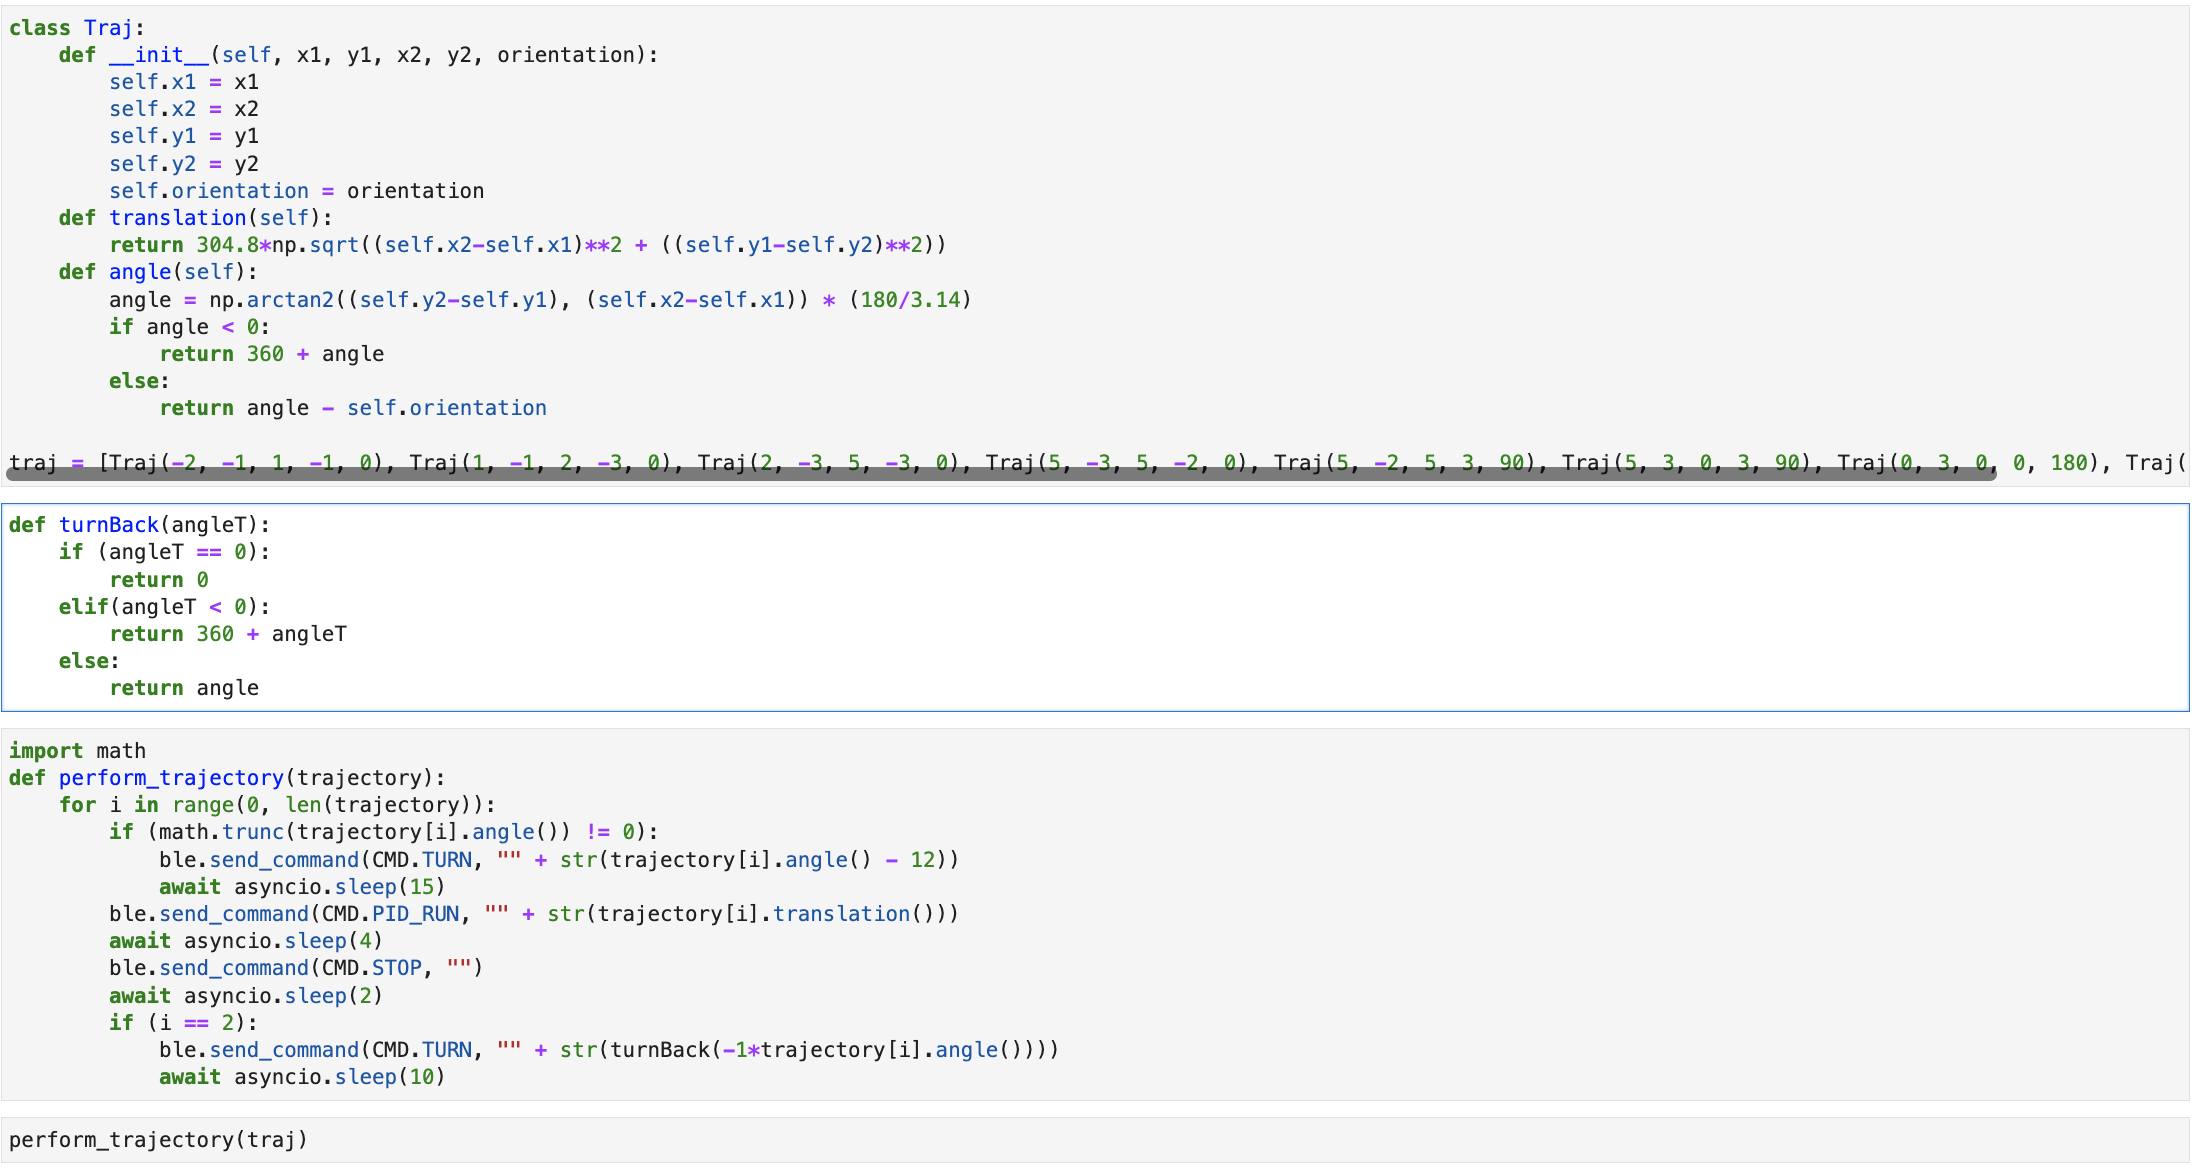 class Traj:
    def __init__(self, x1, y1, x2, y2, orientation):
        self.x1 = x1
        self.x2 = x2
        self.y1 = y1
        self.y2 = y2
        self.orientation = orientation
    def translation(self):
        return 304.8*np.sqrt((self.x2-self.x1)**2 + ((self.y1-self.y2)**2))
    def angle(self):
        angle = np.arctan2((self.y2-self.y1), (self.x2-self.x1)) * (180/3.14)
        if angle < 0:
            return 360 + angle
        else:
            return angle - self.orientation
traj = [Traj(-2, -1, 1, -1, 0), Traj(1, -1, 2, -3, 0), Traj(2, -3, 5, -3, 0), Traj(5, -3, 5, -2, 0), Traj(5, -2, 5, 3, 90), Traj(5, 3, 0, 3, 90), Traj(0, 3, 0, 0, 180), Traj(
def turnBack(angleT):
    if (angleT == 0):
        return 0
    elif(angleT < 0):
        return 360 + angleT
    else:
        return angle
import math
def perform_trajectory(trajectory):
    for i in range(0, len(trajectory)):
        if (math.trunc(trajectory[i].angle()) != 0):
            ble.send_command(CMD.TURN, "" + str(trajectory[i].angle() - 12))
            await asyncio.sleep(15)
        ble.send_command(CMD.PID_RUN, "" + str(trajectory[i].translation()))
        await asyncio.sleep(4)
        ble.send_command(CMD.STOP, "")
        await asyncio.sleep(2)
        if (i == 2):
            ble.send_command(CMD.TURN, "" + str(turnBack(-1*trajectory[i].angle())))
            await asyncio.sleep(10)
perform_trajectory(traj)